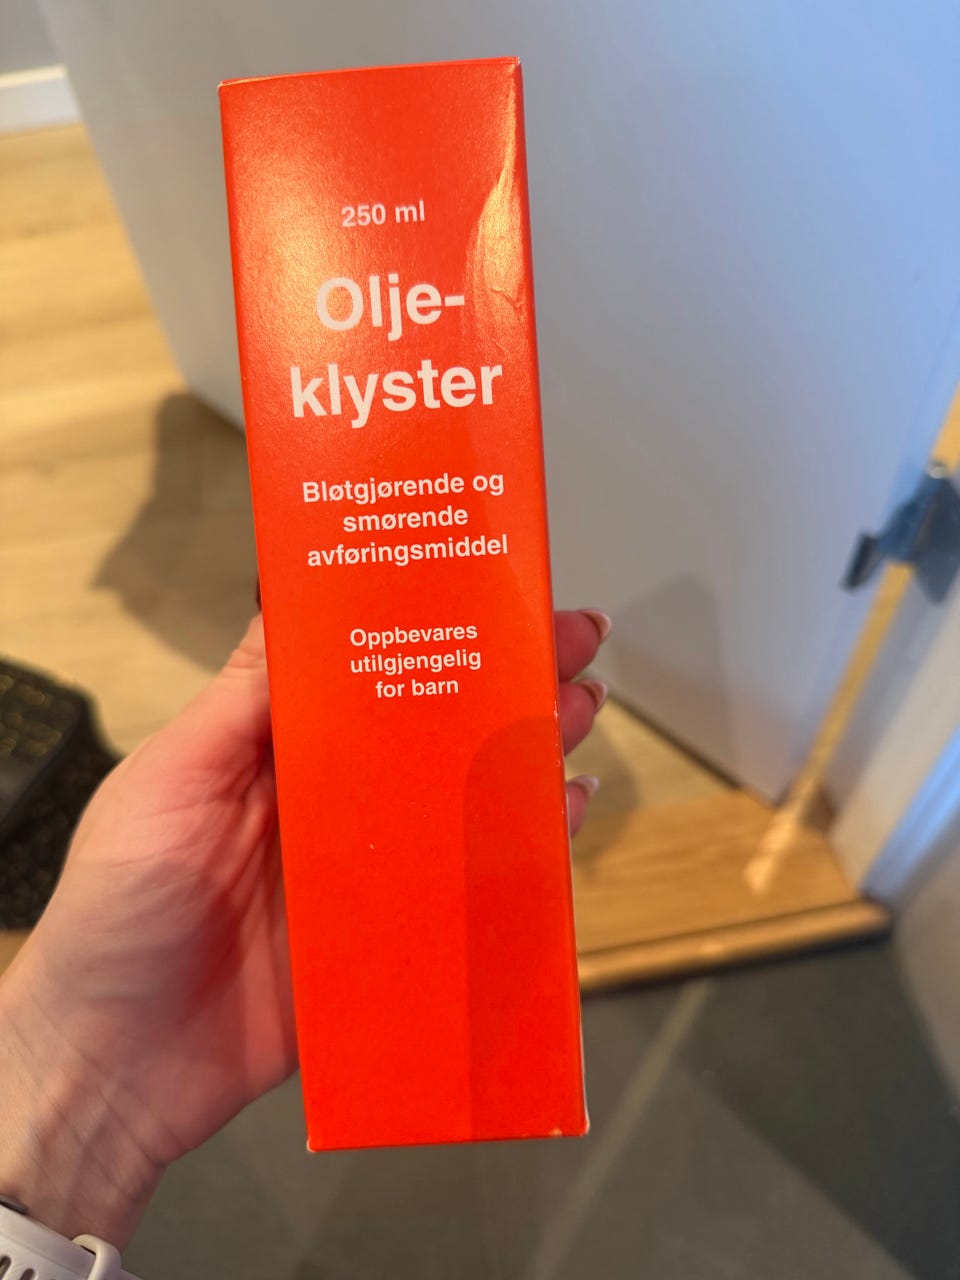 250 ml
Olje-
klyster
Bløtgjørende og
smørende
avføringsmiddel
Oppbevares
utilgjengelig
for barn